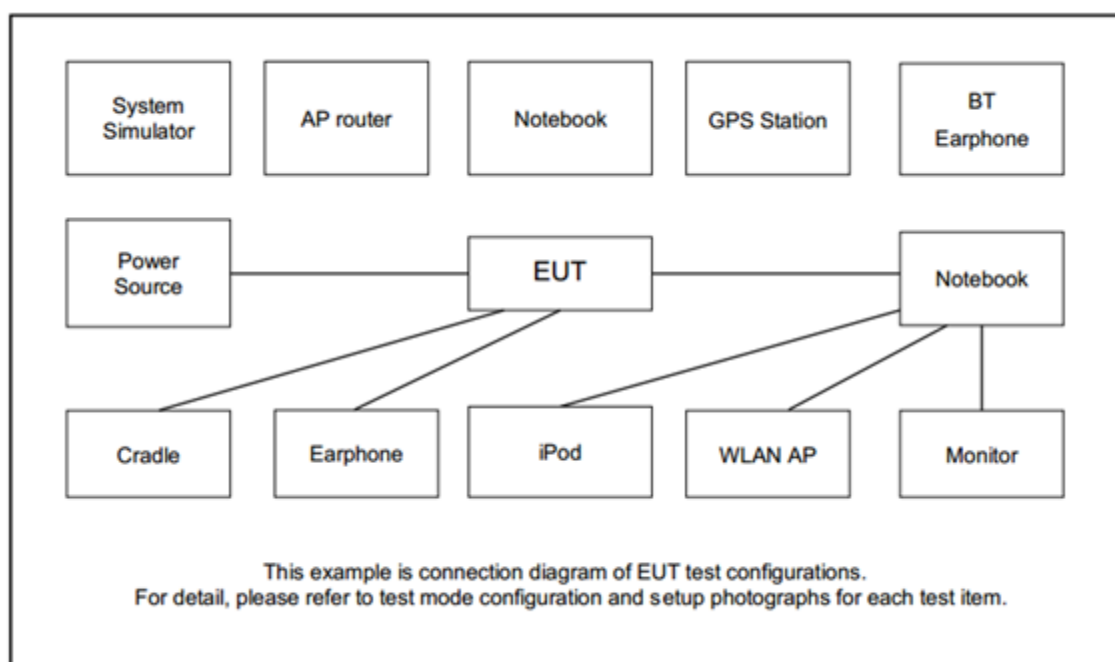 System
Simulator
AP router
Notebook
GPS Station
BT
Earphone
Power
Source
EUT
Notebook
Cradle
Earphone
iPod
WLAN AP
Monitor
This example is connection diagram of EUT test configurations.
For detail, please refer to test mode configuration and setup photographs for each test item.